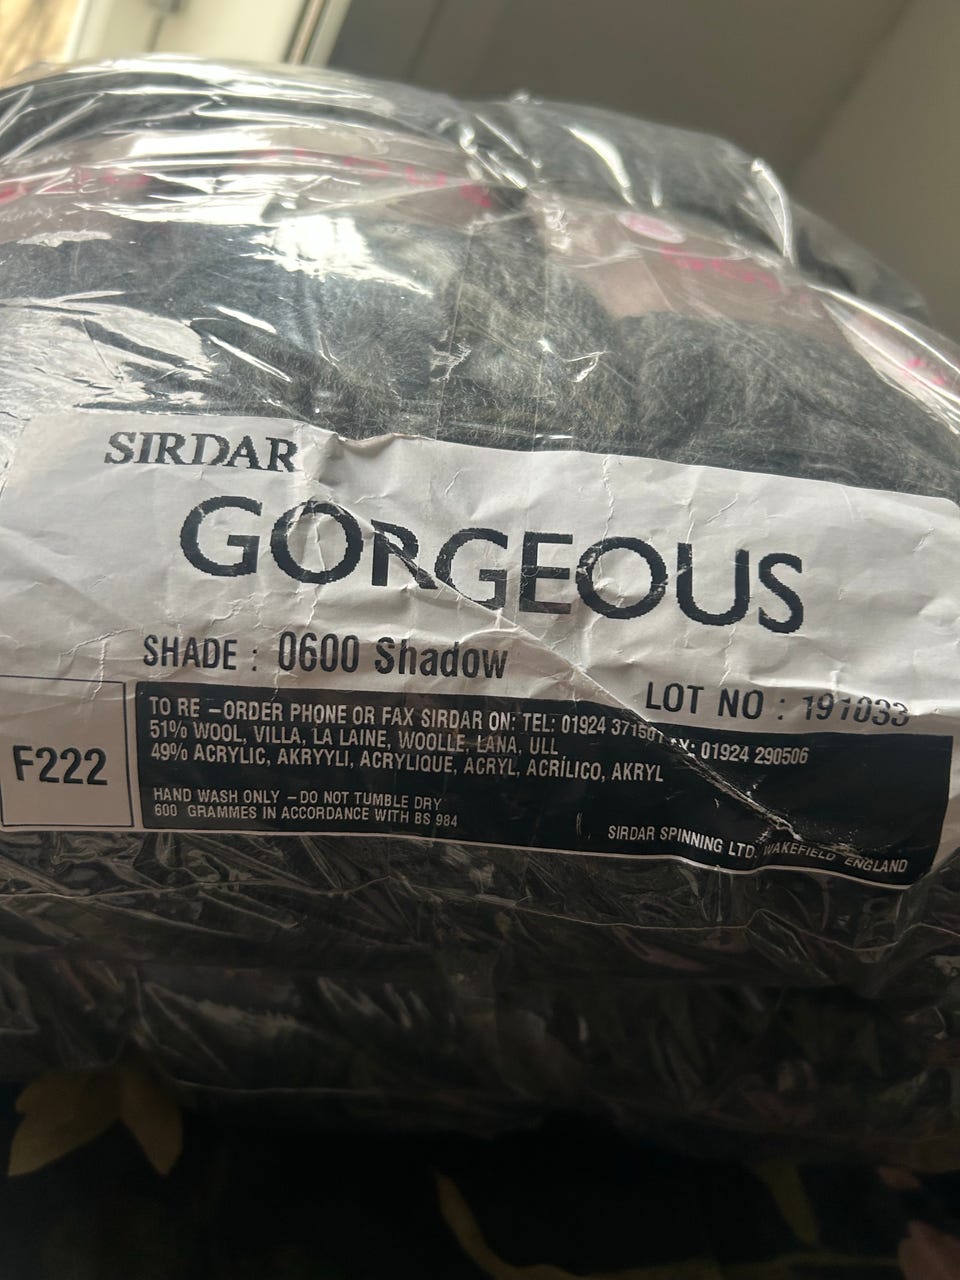 SIRDAR
GORGEOUS
SHADE : 0600 Shadow
LOT NO : 191033
F222
TO RE -ORDER PHONE OR FAX SIRDAR ON: TEL: 01924 371501 : 01924 290506
51% WOOL, VILLA, LA LAINE, WOOLLE, LANA, ULL
49% ACRYLIC, AKRYYLI, ACRYLIQUE, ACRYL, ACRÍLICO, AKRYL
HAND WASH ONLY - DO NOT TUMBLE DRY
600 GRAMMES IN ACCORDANCE WITH BS 984
SIRDAR SPINNING LTD. WAKEFIELD ENGLAND